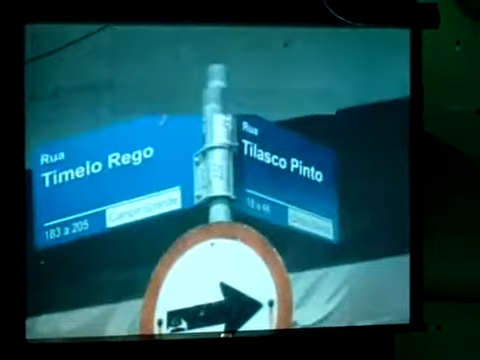 Rua
Timelo Rego
183 a 205
Campo Grande
Rua
Tilasco Pinto
18 a 46